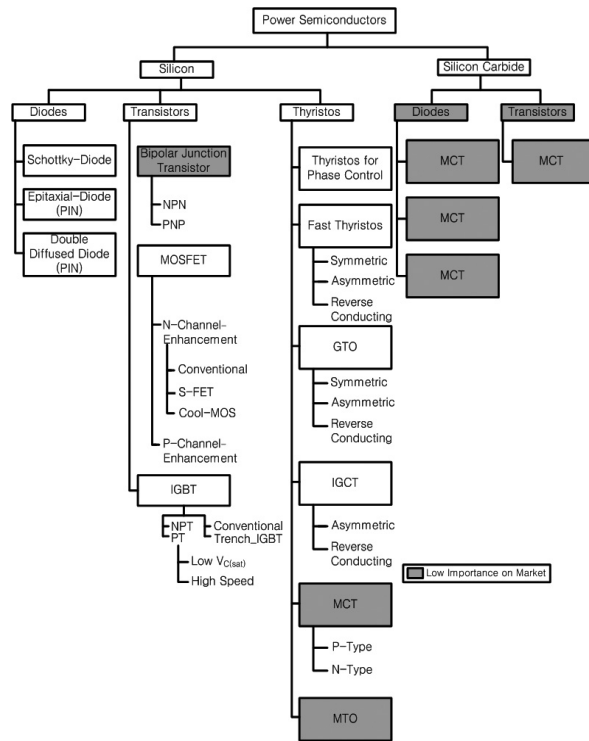 Power Semiconductors
Silicon
Silicon Carbide
Diodes
Transistors
Thyristos
Diodes
Transistors
Schottky-Diode
Epitaxial-Diode
(PIN)
Double
Diffused Diode
(PIN)
Bipolar Junction
Transistor
NPN
PNP
MOSFET
N-Channel-
Enhancement
Conventional
S-FET
Cool-MOS
P-Channel-
Enhancement
IGBT
NPT
PT
Conventional
Trench_IGBT
Low VC(sat)
High Speed
Thyristos for
Phase Control
Fast Thyristos
Symmetric
Asymmetric
Reverse
Conducting
GTO
Symmetric
Asymmetric
Reverse
Conducting
IGCT
Asymmetric
Reverse
Conducting
MCT
P-Type
N-Type
MTO
MCT
MCT
MCT
MCT
Low Importance on Market